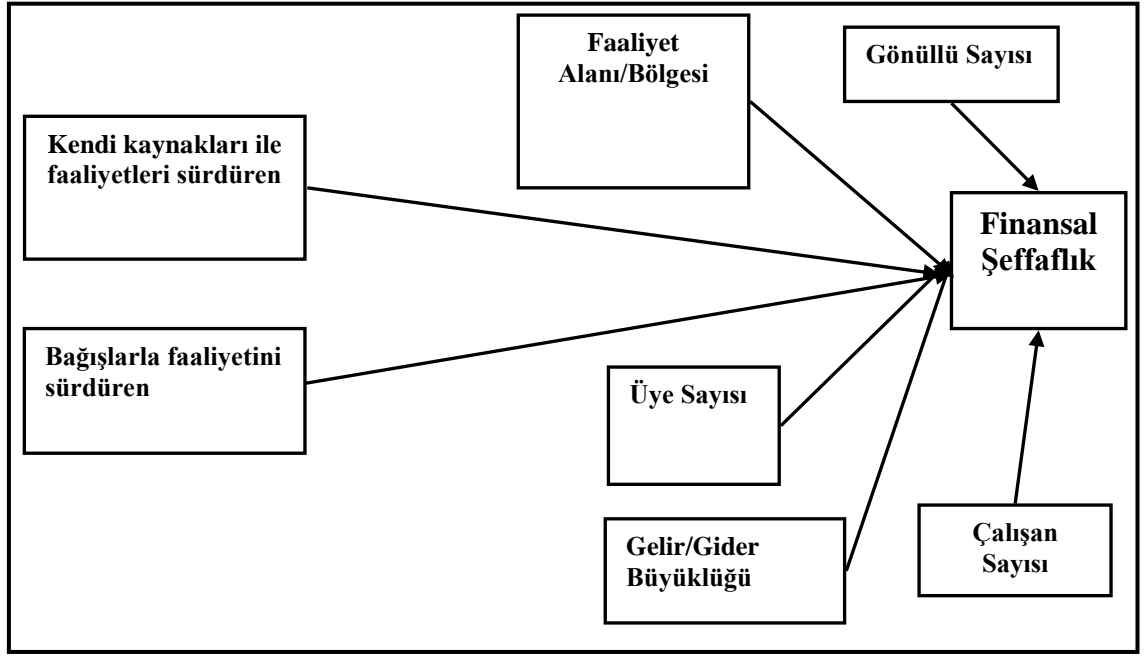 Faaliyet
Alanı/Bölgesi
Gönüllü Sayısı
Kendi kaynakları ile
faaliyetleri sürdüren
Finansal
Şeffaflık
Bağışlarla faaliyetini
sürdüren
Üye Sayısı
Gelir/Gider
Büyüklüğü
Çalışan
Sayısı